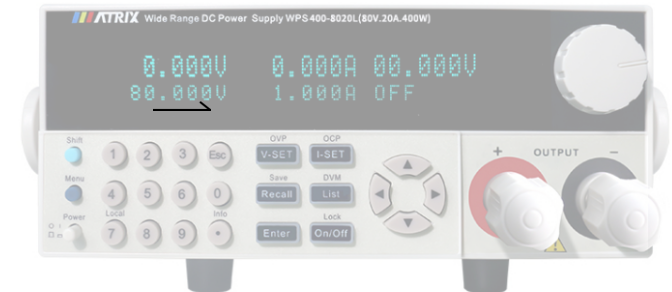 MATRIX Wide Range DC Power Supply WPS400-8020L(80V.20A.400W)
0.000V 0.000A 00.000V
80.000V 1.000A OFF
Shift
1 2 3 Esc
OVP OCP
V-SET I-SET
+ OUTPUT -
Menu
4 5 6 0
Save DVM
Recall List
Power
Local Info
7 8 9 •
Lock
Enter On/Off